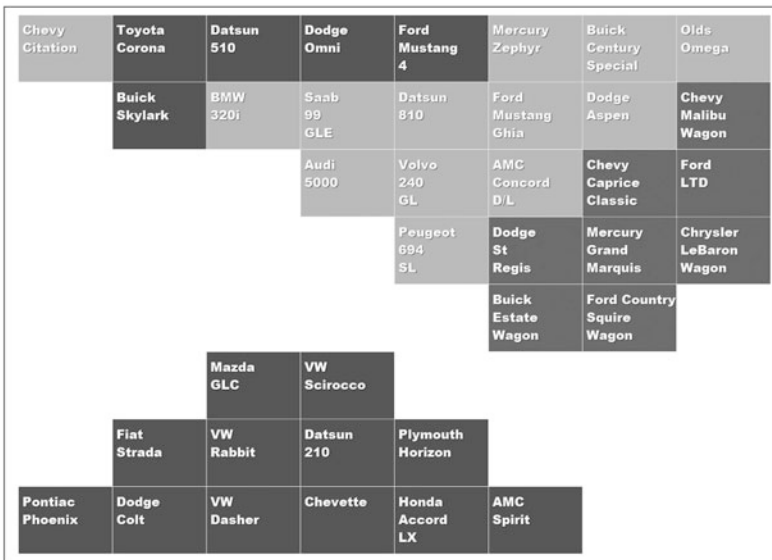 Chevy
Citation
Toyota
Corona
Datsun
510
Dodge
Omni
Ford
Mustang
4
Mercury
Zephyr
Buick
Century
Special
Olds
Omega
Buick
Skylark
BMW
320i
Saab
99
GLE
Datsun
810
Ford
Mustang
Ghia
Dodge
Aspen
Chevy
Malibu
Wagon
Audi
5000
Volvo
240
GL
AMC
Concord
D/L
Chevy
Caprice
Classic
Ford
LTD
Peugeot
694
SL
Dodge
St
Regis
Mercury
Grand
Marquis
Chrysler
LeBaron
Wagon
Buick
Estate
Wagon
Ford Country
Squire
Wagon
Mazda
GLC
VW
Scirocco
Fiat
Strada
VW
Rabbit
Datsun
210
Plymouth
Horizon
Pontiac
Phoenix
Dodge
Colt
VW
Dasher
Chevette
Honda
Accord
LX
AMC
Spirit